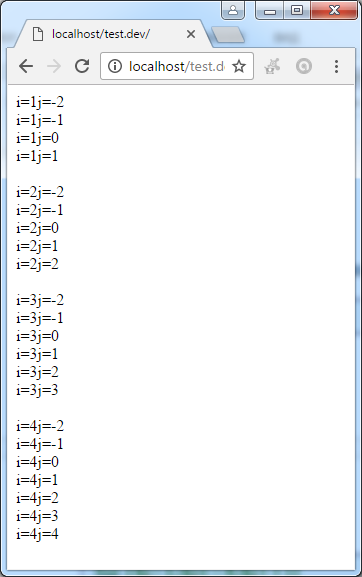 localhost/test.dev/
localhost/test.d
i=1j=-2
i=1j=-1
i=1j=0
i=1j=1
i=2j=-2
i=2j=-1
i=2j=0
i=2j=1
i=2j=2
i=3j=-2
i=3j=-1
i=3j=0
i=3j=1
i=3j=2
i=3j=3
i=4j=-2
i=4j=-1
i=4j=0
i=4j=1
i=4j=2
i=4j=3
i=4j=4